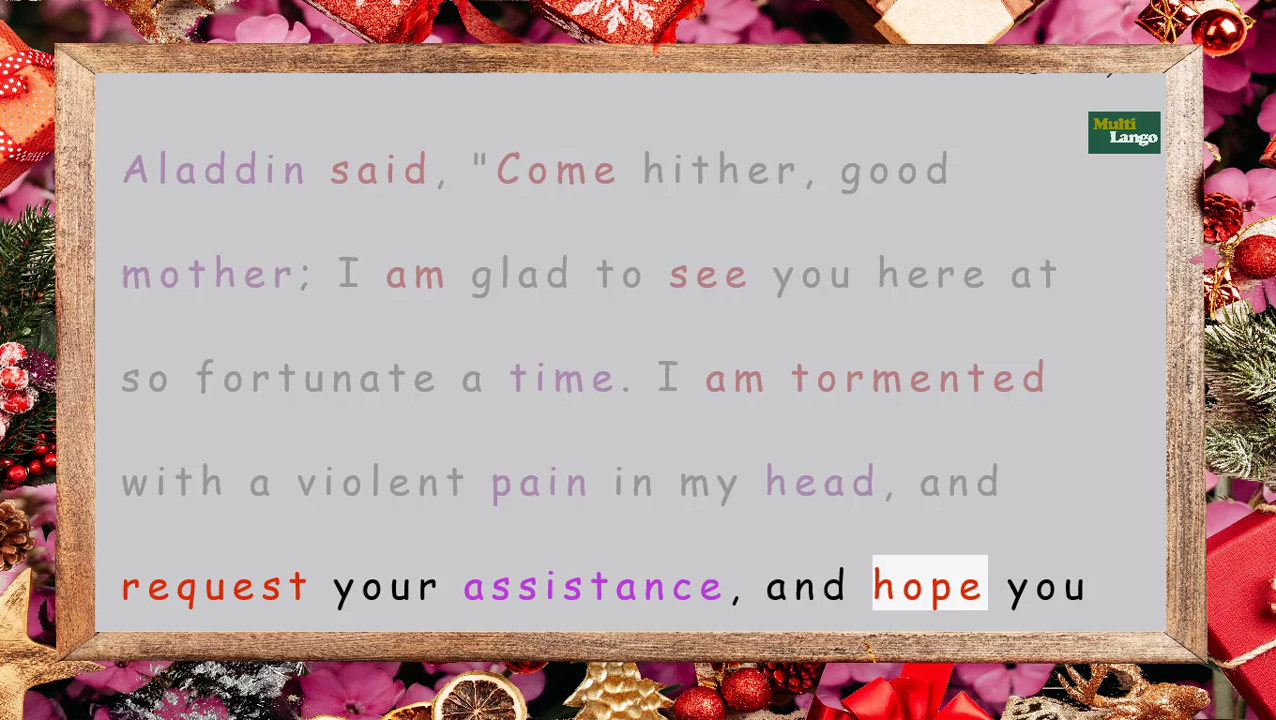 Multi
Lango
Aladdin said, "Come hither, good
mother; I am glad to see you here at
so fortunate a time. I am tormented
with a violent pain in my head, and
request your assistance, and hope you